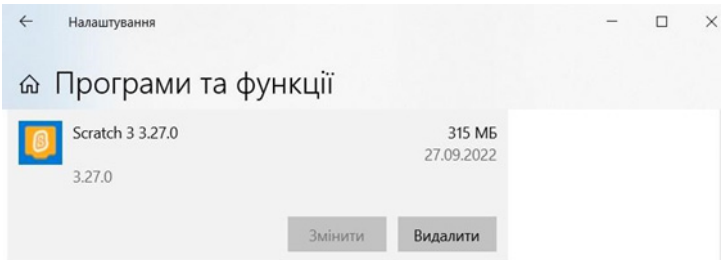 Налаштування
Програми та функції
Scratch 3 3.27.0 315 МБ
27.09.2022
3.27.0
Змінити Видалити